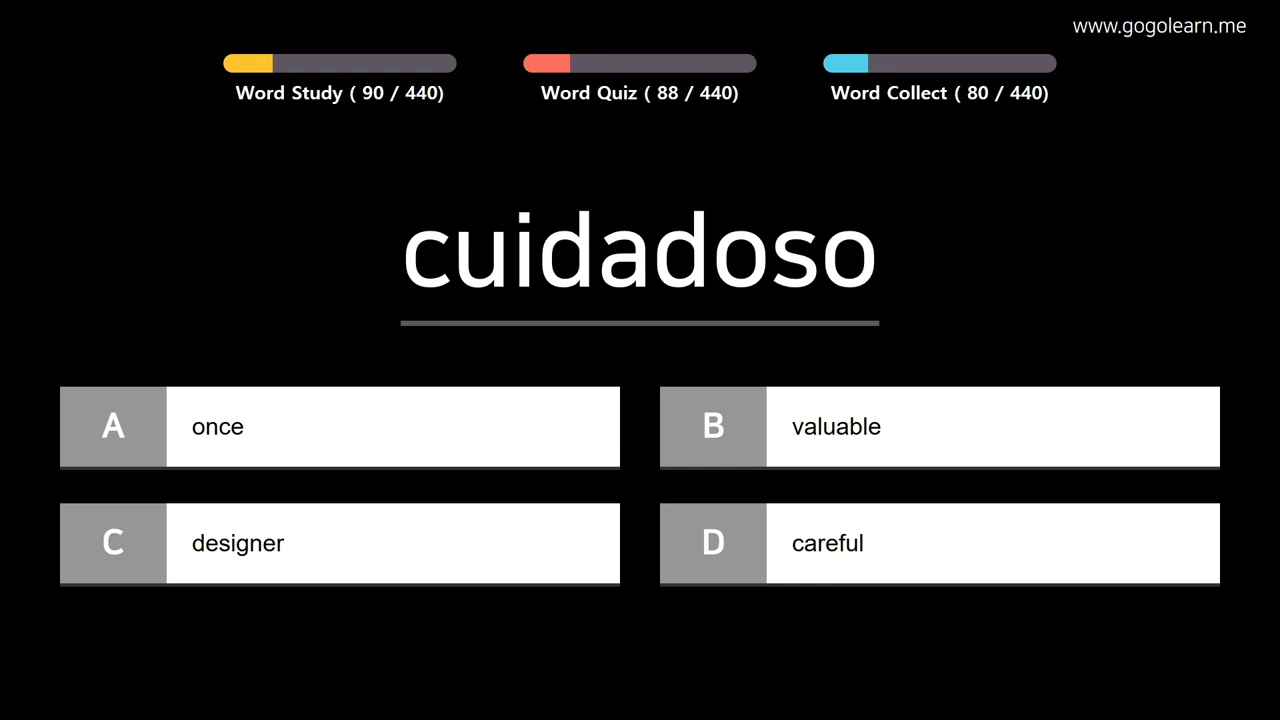 www.gogolearn.me
Word Study ( 90 / 440)
Word Quiz ( 88 / 440)
Word Collect ( 80 / 440)
cuidadoso
A once
B valuable
C designer
D careful